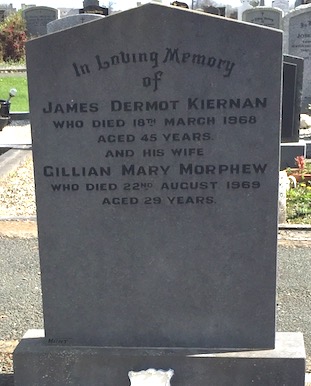 In Loving Memory
of
JAMES DERMOT KIERNAN
WHO DIED 18TH MARCH 1968
AGED 45 YEARS.
AND HIS WIFE
GILLIAN MARY MORPHEW
WHO DIED 22ND AUGUST 1969
AGED 29 YEARS.